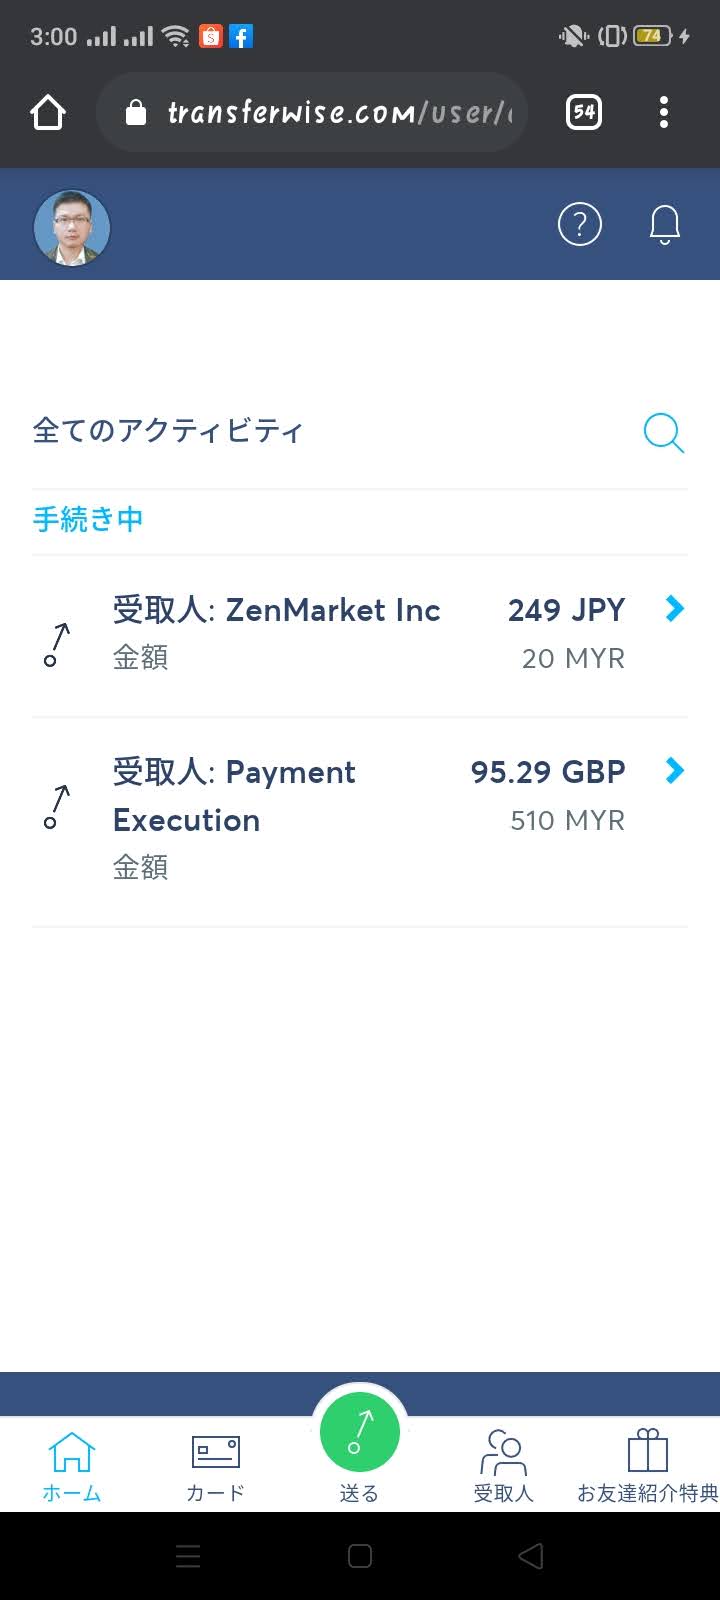 3:00
74
transferwise.com/user/
54
全てのアクティビティ
手続き中
受取人: ZenMarket Inc 249 JPY
金額 20 MYR
受取人: Payment 95.29 GBP
Execution 510 MYR
金額
ホーム カード 送る 受取人 お友達紹介特典